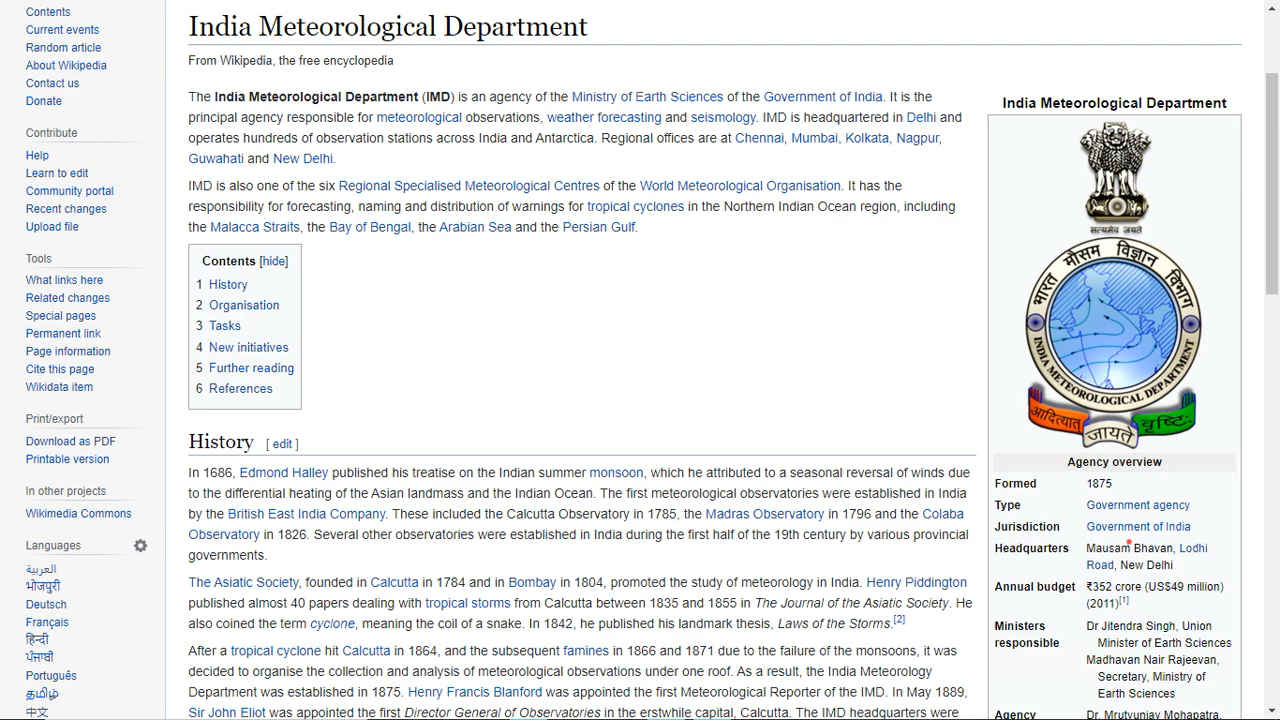 Contents
Current events
Random article
About Wikipedia
Contact us
Donate
Contribute
Help
Learn to edit
Community portal
Recent changes
Upload file
Tools
What links here
Related changes
Special pages
Permanent link
Page information
Cite this page
Wikidata item
Print/export
Download as PDF
Printable version
In other projects
Wikimedia Commons
Languages
العربية
भोजपुरी
Deutsch
Français
हिन्दी
ਪੰਜਾਬੀ
Português
தமிழ்
中文
India Meteorological Department
From Wikipedia, the free encyclopedia
The India Meteorological Department (IMD) is an agency of the Ministry of Earth Sciences of the Government of India. It is the
principal agency responsible for meteorological observations, weather forecasting and seismology. IMD is headquartered in Delhi and
operates hundreds of observation stations across India and Antarctica. Regional offices are at Chennai, Mumbai, Kolkata, Nagpur,
Guwahati and New Delhi.
IMD is also one of the six Regional Specialised Meteorological Centres of the World Meteorological Organisation. It has the
responsibility for forecasting, naming and distribution of warnings for tropical cyclones in the Northern Indian Ocean region, including
the Malacca Straits, the Bay of Bengal, the Arabian Sea and the Persian Gulf.
Contents [hide]
1 History
2 Organisation
3 Tasks
4 New initiatives
5 Further reading
6 References
History [ edit ]
In 1686, Edmond Halley published his treatise on the Indian summer monsoon, which he attributed to a seasonal reversal of winds due
to the differential heating of the Asian landmass and the Indian Ocean. The first meteorological observatories were established in India
by the British East India Company. These included the Calcutta Observatory in 1785, the Madras Observatory in 1796 and the Colaba
Observatory in 1826. Several other observatories were established in India during the first half of the 19th century by various provincial
governments.
The Asiatic Society, founded in Calcutta in 1784 and in Bombay in 1804, promoted the study of meteorology in India. Henry Piddington
published almost 40 papers dealing with tropical storms from Calcutta between 1835 and 1855 in The Journal of the Asiatic Society. He
also coined the term cyclone, meaning the coil of a snake. In 1842, he published his landmark thesis, Laws of the Storms.[2]
After a tropical cyclone hit Calcutta in 1864, and the subsequent famines in 1866 and 1871 due to the failure of the monsoons, it was
decided to organise the collection and analysis of meteorological observations under one roof. As a result, the India Meteorology
Department was established in 1875. Henry Francis Blanford was appointed the first Meteorological Reporter of the IMD. In May 1889,
Sir John Eliot was appointed the first Director General of Observatories in the erstwhile capital, Calcutta. The IMD headquarters were
India Meteorological Department
सत्यमेव जयते
भारत मौसम विज्ञान विभाग
INDIA METEOROLOGICAL DEPARTMENT
आदित्यात् जायते वृष्टिः
Agency overview
Formed 1875
Type Government agency
Jurisdiction Government of India
Headquarters Mausam Bhavan, Lodhi
Road, New Delhi
Annual budget ₹352 crore (US$49 million)
(2011)[1]
Ministers Dr Jitendra Singh, Union
responsible Minister of Earth Sciences
Madhavan Nair Rajeevan,
Secretary, Ministry of
Earth Sciences
Agency Dr. Mrutyunjay Mohapatra,